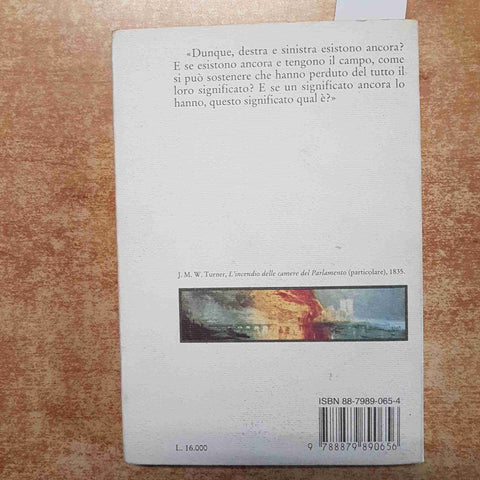 «Dunque, destra e sinistra esistono ancora?
E se esistono ancora e tengono il campo, come
si può sostenere che hanno perduto del tutto il
loro significato? E se un significato ancora lo
hanno, questo significato qual è?»
J. M. W. Turner, L'incendio delle camere del Parlamento (particolare), 1835.
ISBN 88-7989-065-4
L. 16.000
9 788879 890656